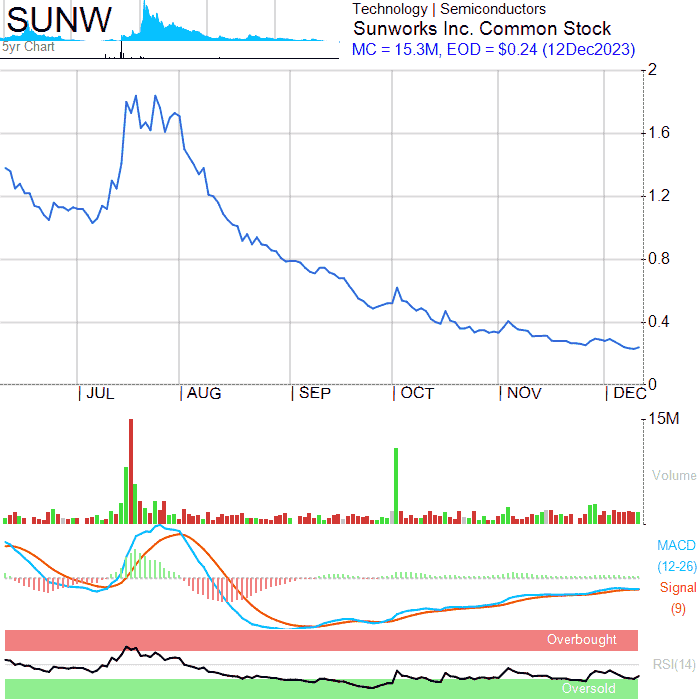 SUNW
5yr Chart
Technology | Semiconductors
Sunworks Inc. Common Stock
MC = 15.3M, EOD = $0.24 (12Dec2023)
2
1.6
1.2
0.8
0.4
0
| JUL | AUG | SEP | OCT | NOV | DEC
15M
Volume
MACD
(12-26)
Signal
(9)
Overbought
RSI(14)
Oversold